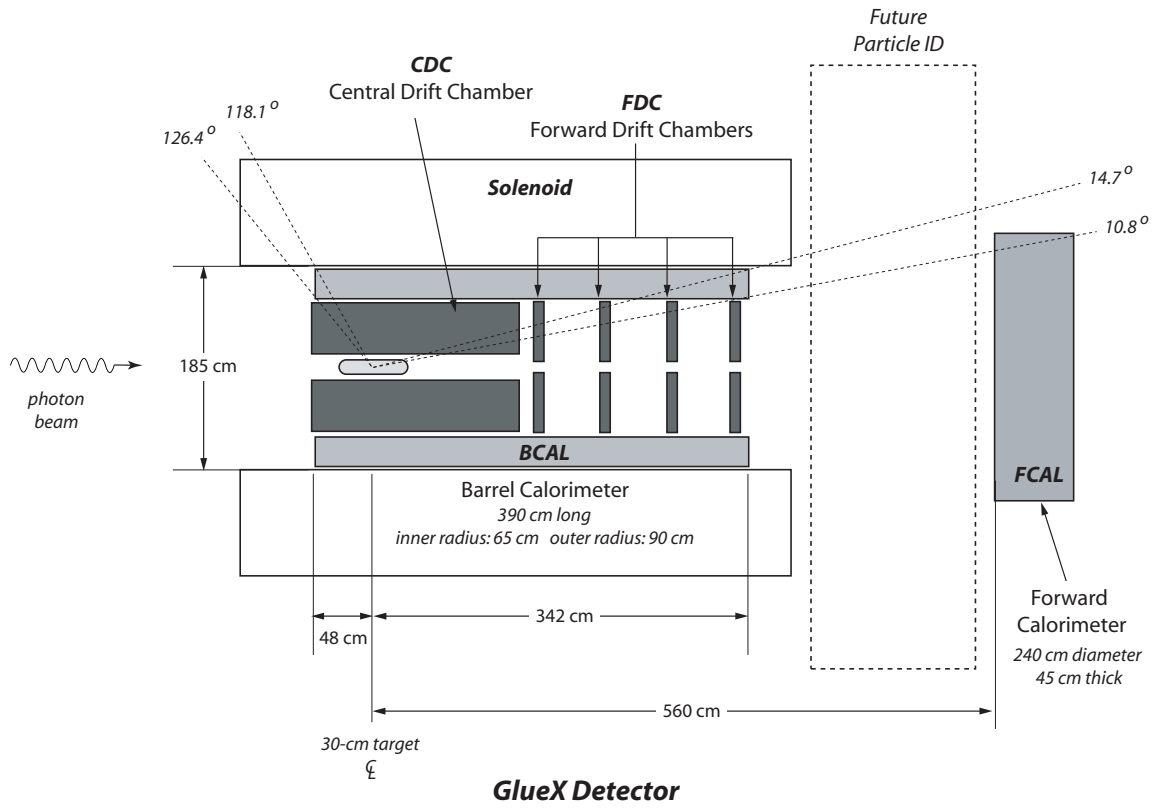 Future
Particle ID
CDC
Central Drift Chamber
FDC
Forward Drift Chambers
118.1 o
126.4 o
14.7 o
10.8 o
Solenoid
185 cm
photon
beam
BCAL
Barrel Calorimeter
390 cm long
inner radius: 65 cm outer radius: 90 cm
FCAL
Forward
Calorimeter
240 cm diameter
45 cm thick
342 cm
48 cm
560 cm
30-cm target
℄
GlueX Detector